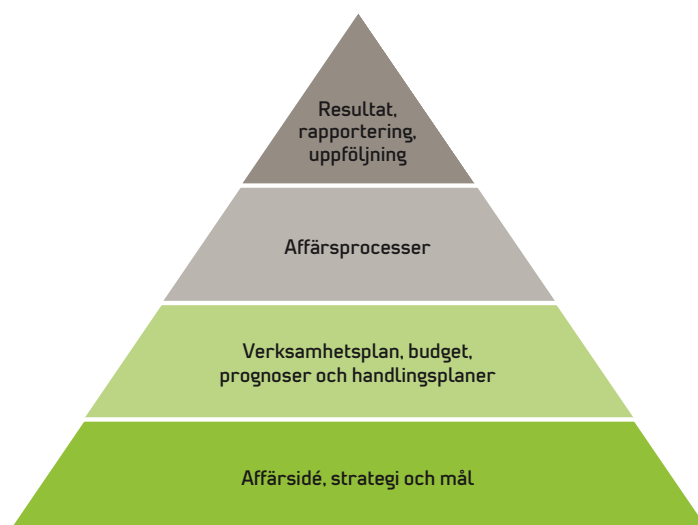 Resultat,
rapportering,
uppföljning
Affärsprocesser
Verksamhetsplan, budget,
prognoser och handlingsplaner
Affärsidé, strategi och mål